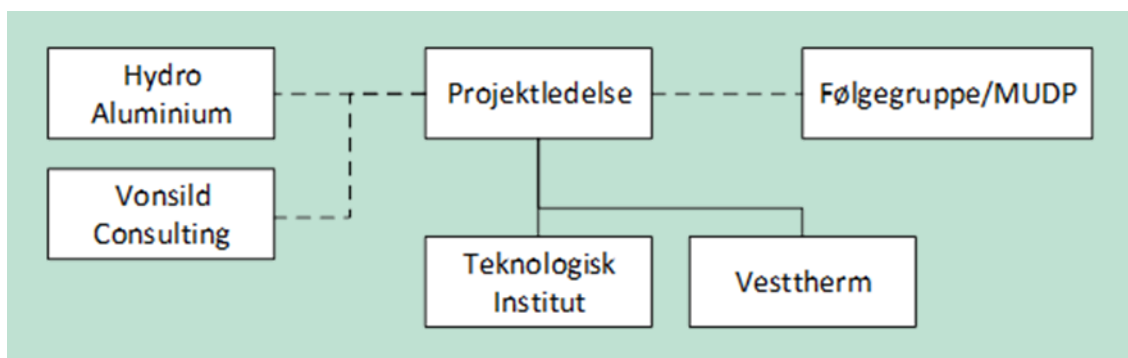 Hydro
Aluminium
Projektledelse
Følgegruppe/MUDP
Vonsild
Consulting
Teknologisk
Institut
Vesttherm